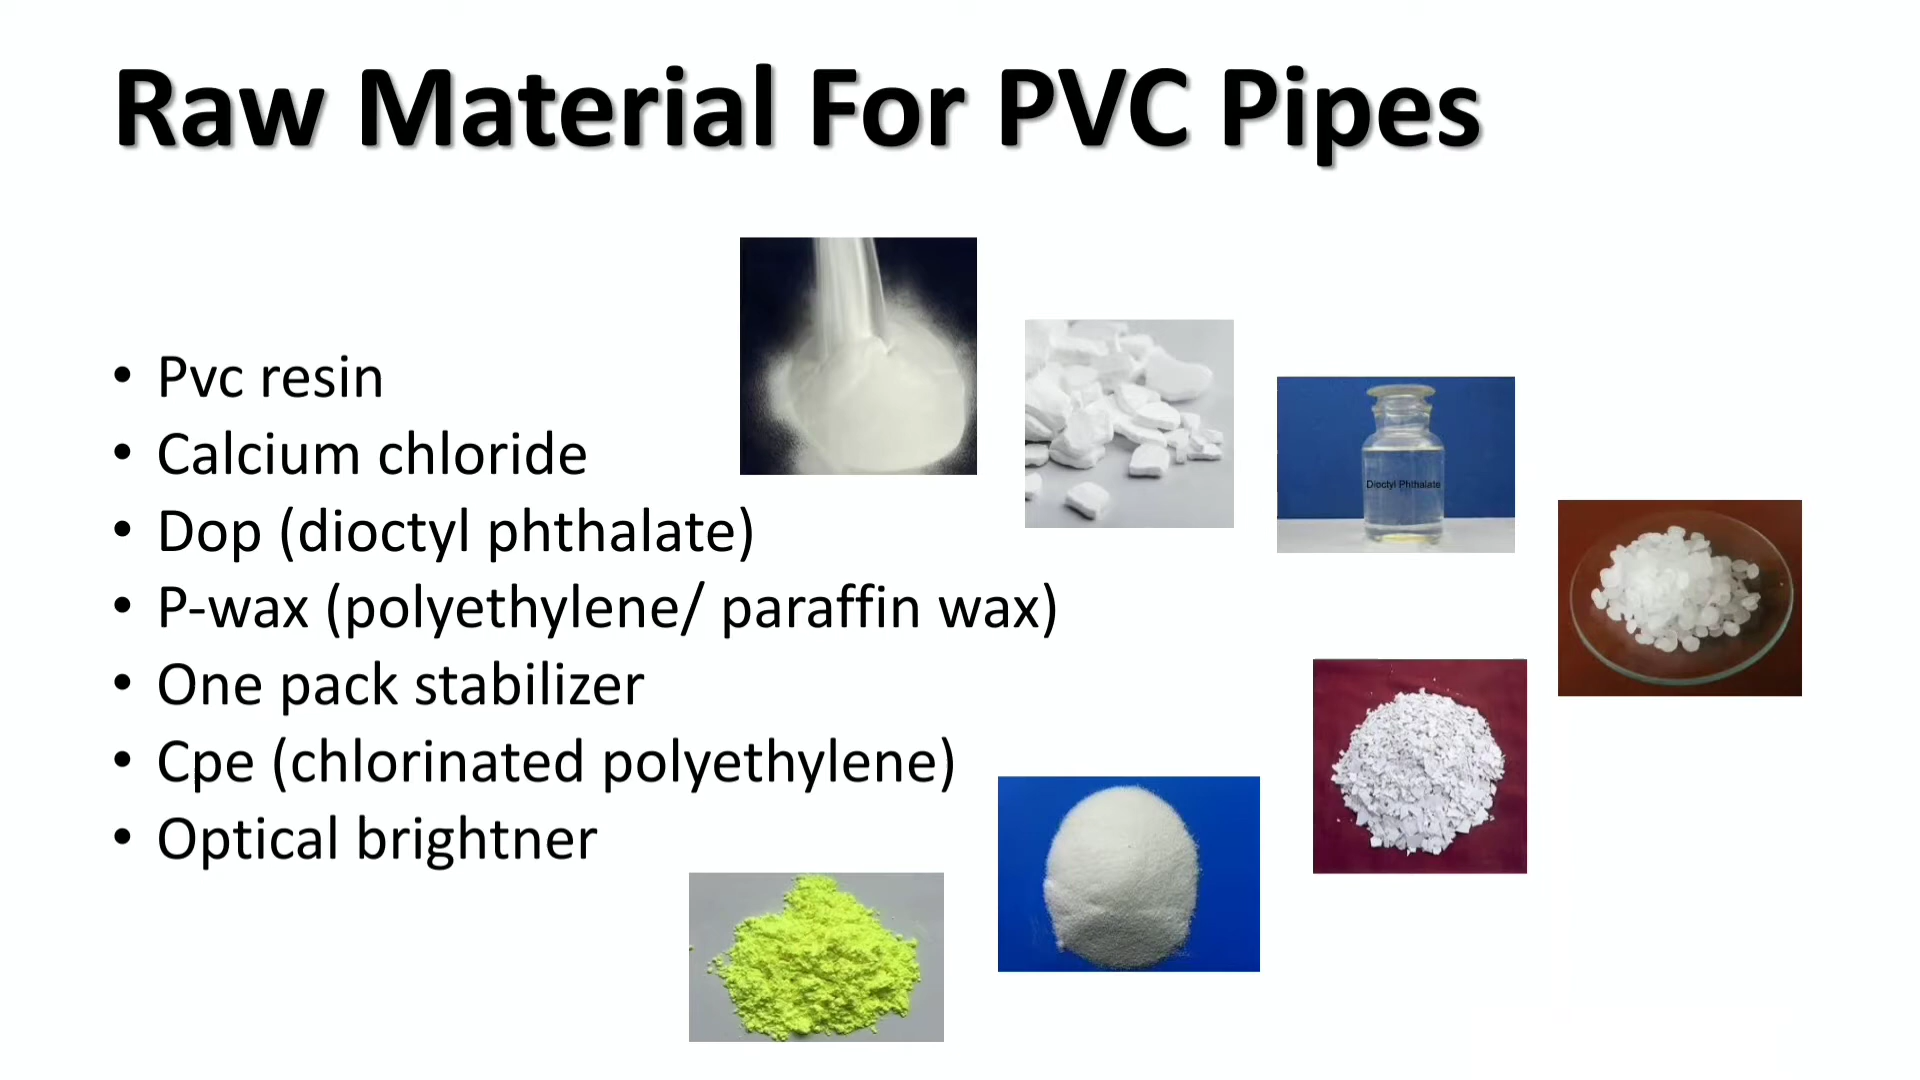 Raw Material For PVC Pipes
• Pvc resin
• Calcium chloride
• Dop (dioctyl phthalate)
• P-wax (polyethylene/ paraffin wax)
• One pack stabilizer
• Cpe (chlorinated polyethylene)
• Optical brightner
Dioctyl Phthalate